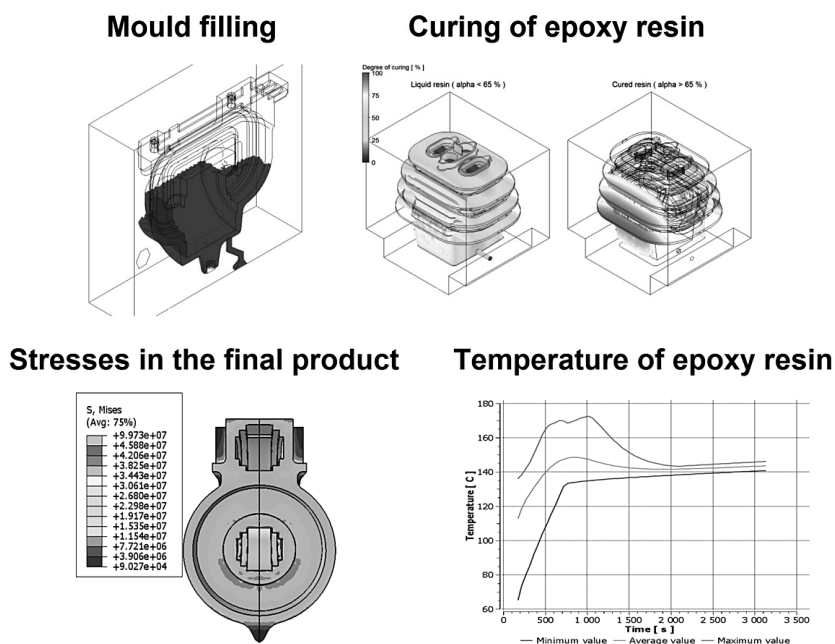 Mould filling
Curing of epoxy resin
Degree of curing [ % ]
100
75
50
25
0
Liquid resin ( alpha < 65 % )
Cured resin ( alpha > 65 % )
Stresses in the final product
S, Mises
(Avg: 75%)
+9.973e+07
+4.588e+07
+4.206e+07
+3.825e+07
+3.443e+07
+3.061e+07
+2.680e+07
+2.298e+07
+1.917e+07
+1.535e+07
+1.154e+07
+7.721e+06
+3.906e+06
+9.027e+04
Temperature of epoxy resin
Temperature [ C ]
180
160
140
120
100
80
60
0 500 1 000 1 500 2 000 2 500 3 000 3 500
Time [ s ]
Minimum value Average value Maximum value